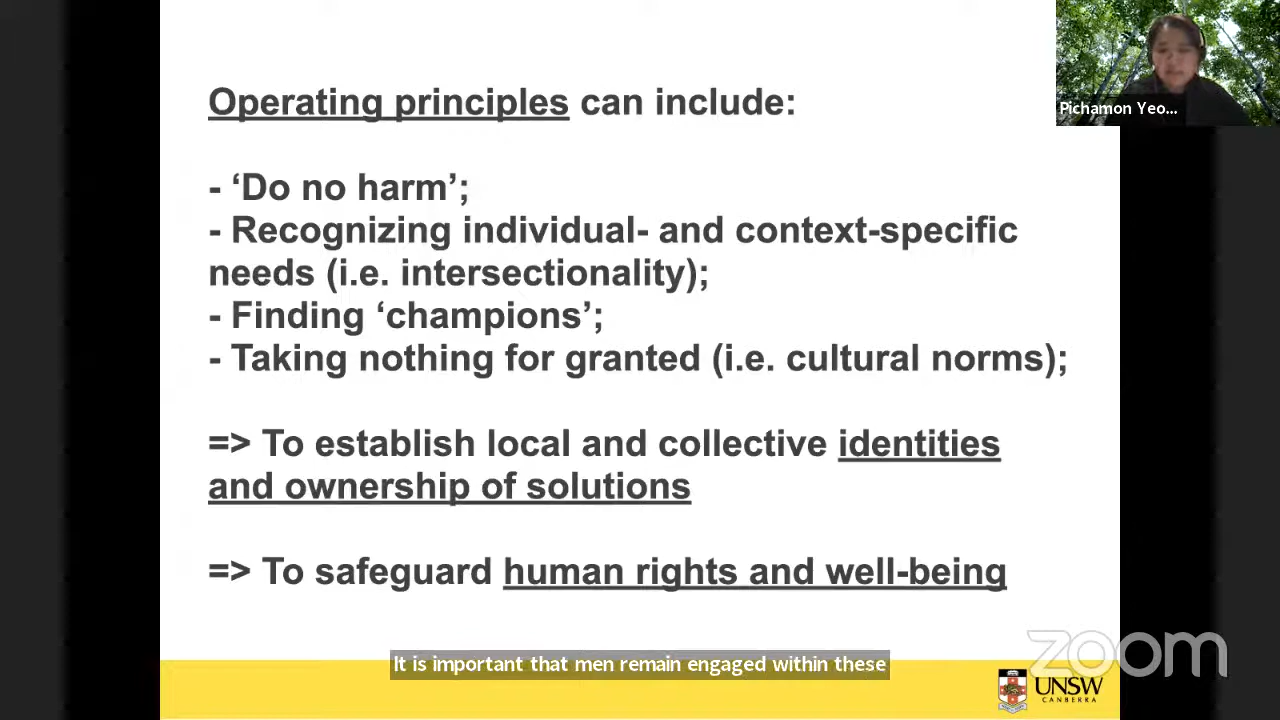 Operating principles can include:
- ‘Do no harm’;
- Recognizing individual- and context-specific
needs (i.e. intersectionality);
- Finding ‘champions’;
- Taking nothing for granted (i.e. cultural norms);
=> To establish local and collective identities
and ownership of solutions
=> To safeguard human rights and well-being
Pichamon Yeo...
It is important that men remain engaged within these
zoom
UNSW
CANBERRA